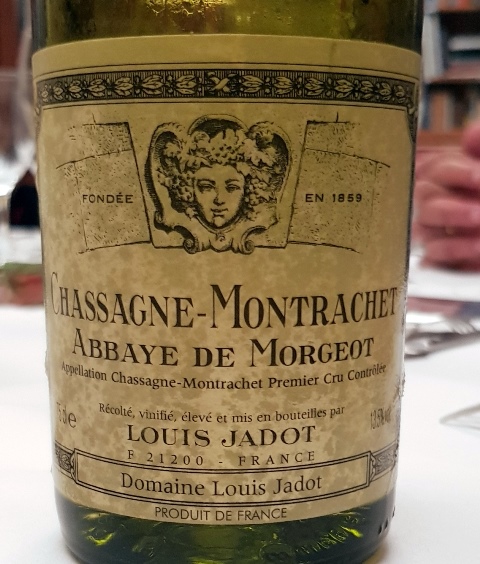 FONDÉE EN 1859
CHASSAGNE-MONTRACHET
ABBAYE DE MORGEOT
Appellation Chassagne-Montrachet Premier Cru Contrôlée
Récolté, vinifié, élevé et mis en bouteilles par
LOUIS JADOT
F 21200 - FRANCE
Domaine Louis Jadot
PRODUIT DE FRANCE